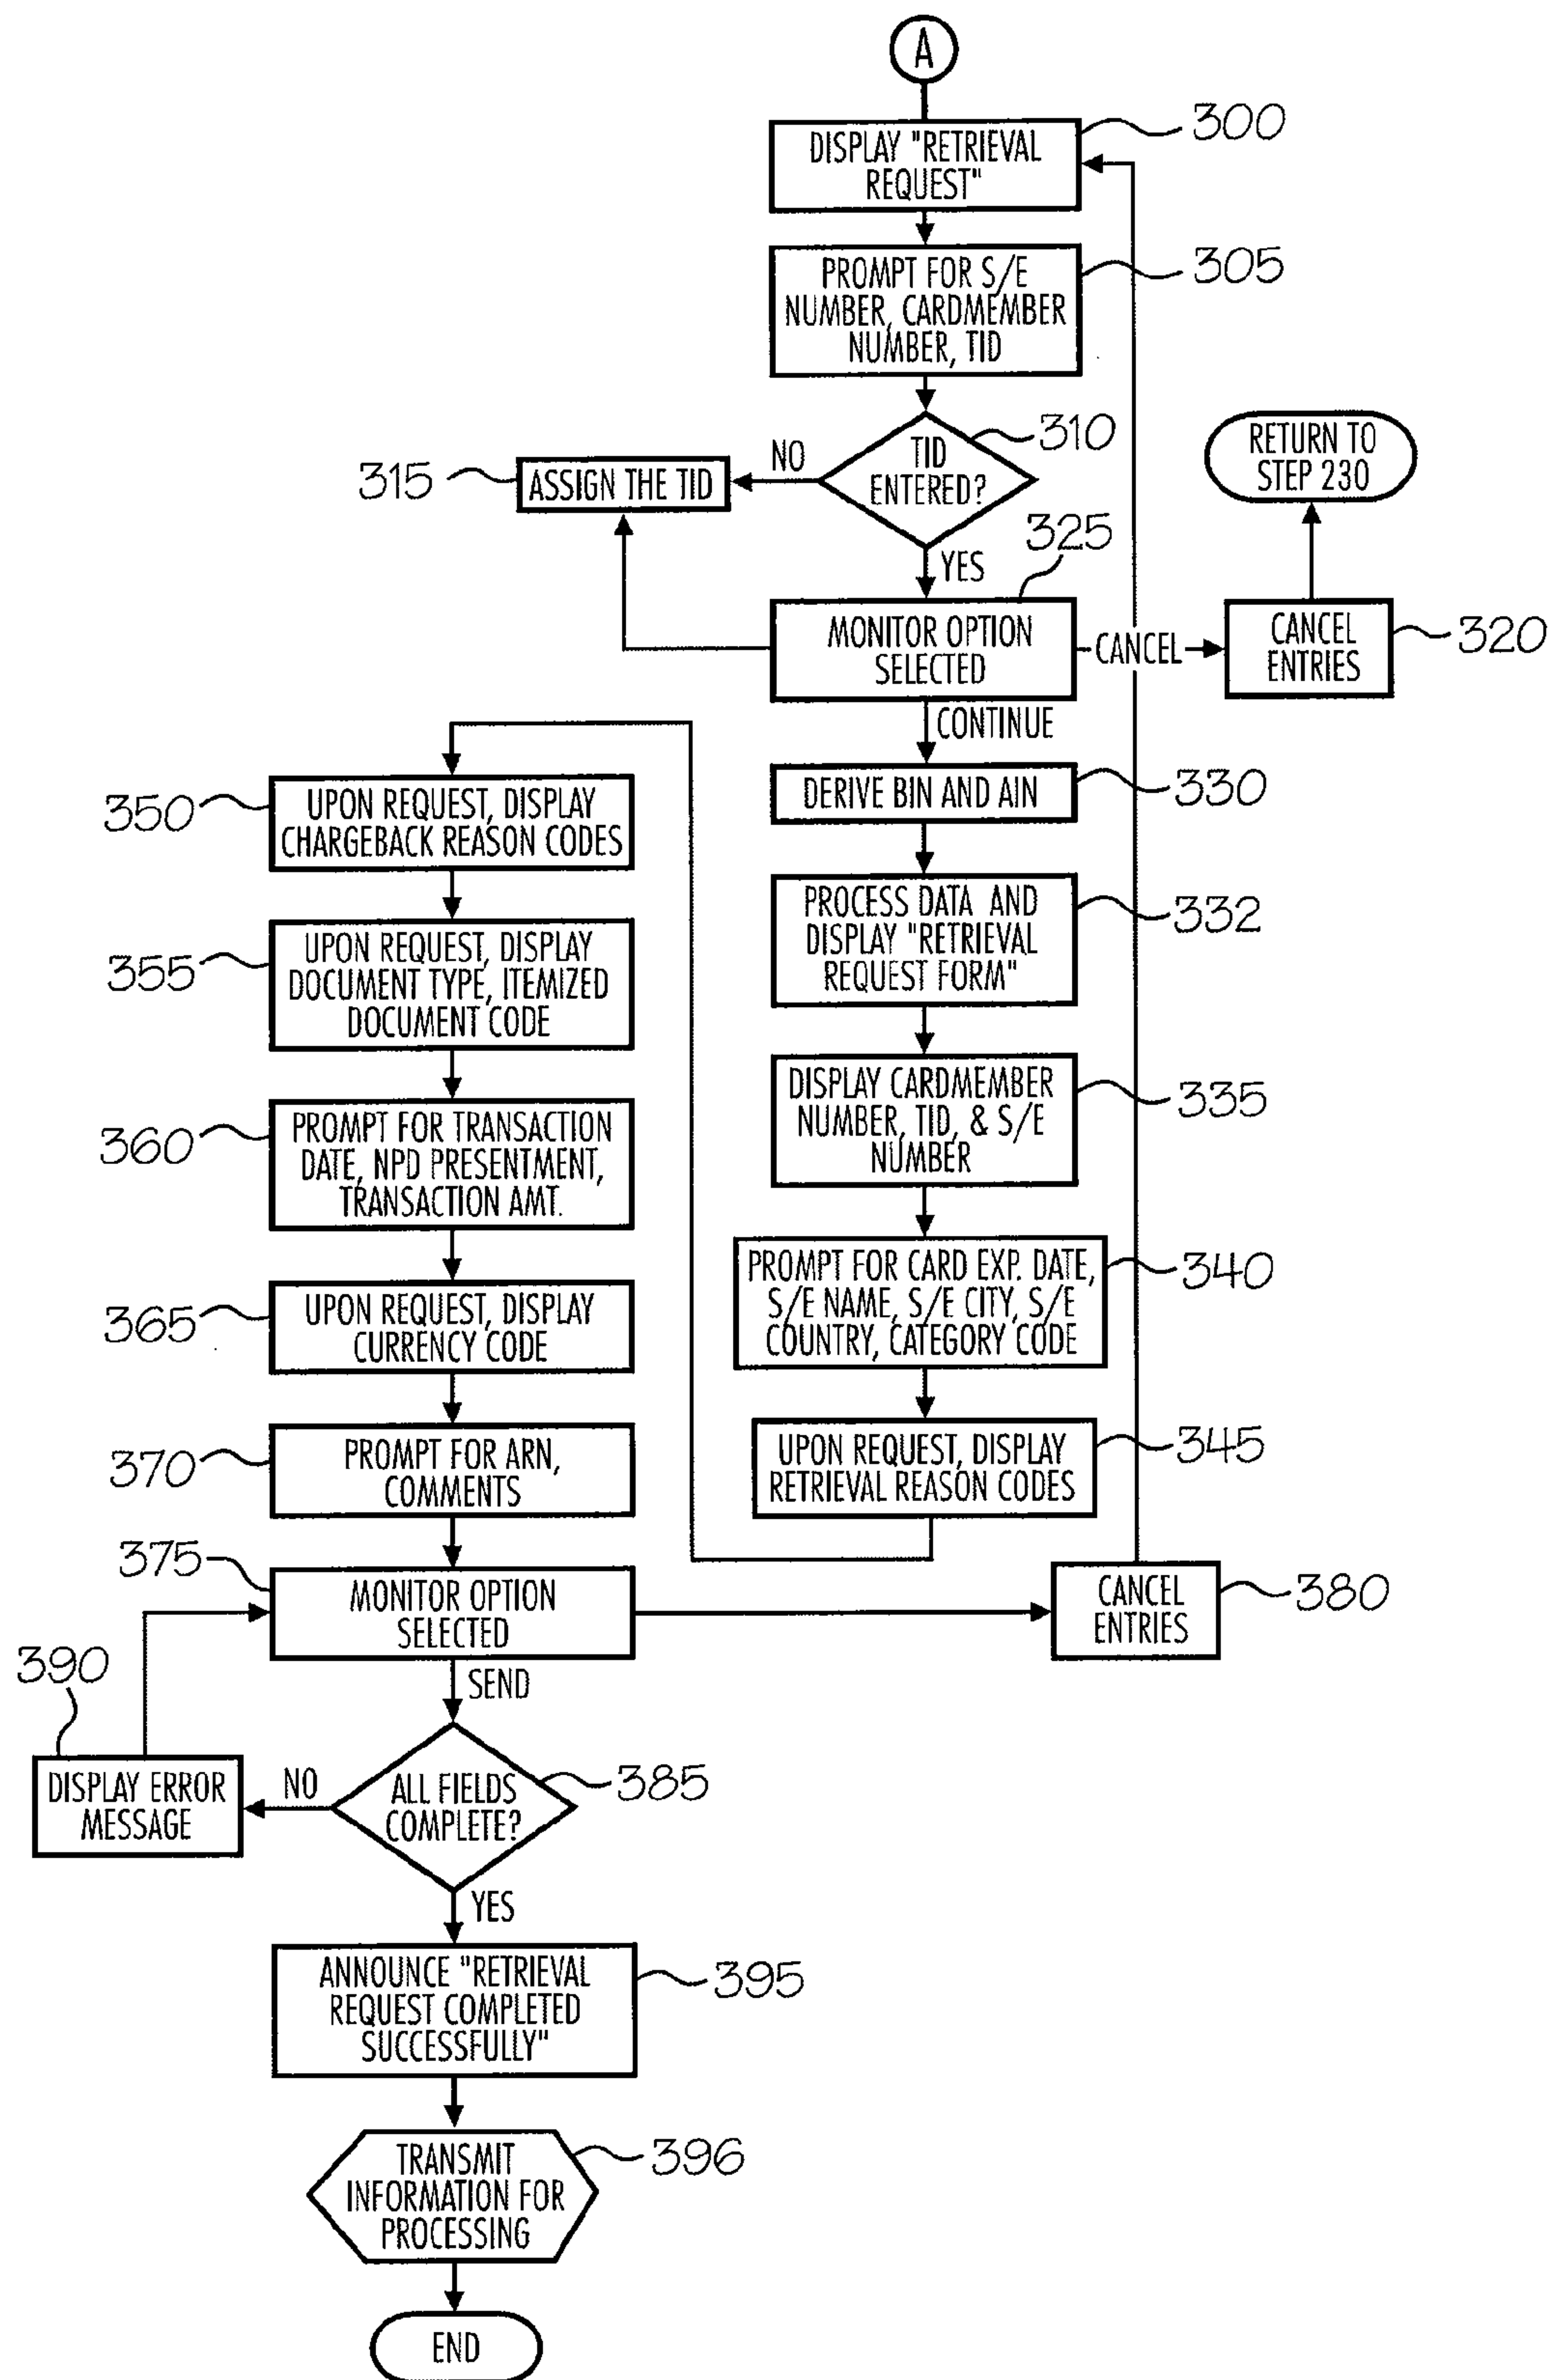 A
DISPLAY "RETRIEVAL
REQUEST"
300
PROMPT FOR S/E
NUMBER, CARDMEMBER
NUMBER, TID
305
TID
ENTERED?
310
NO
ASSIGN THE TID
315
YES
325
MONITOR OPTION
SELECTED
CANCEL
CANCEL
ENTRIES
320
RETURN TO
STEP 230
CONTINUE
DERIVE BIN AND AIN
330
PROCESS DATA AND
DISPLAY "RETRIEVAL
REQUEST FORM"
332
DISPLAY CARDMEMBER
NUMBER, TID, & S/E
NUMBER
335
PROMPT FOR CARD EXP. DATE,
S/E NAME, S/E CITY, S/E
COUNTRY, CATEGORY CODE
340
UPON REQUEST, DISPLAY
RETRIEVAL REASON CODES
345
350
UPON REQUEST, DISPLAY
CHARGEBACK REASON CODES
355
UPON REQUEST, DISPLAY
DOCUMENT TYPE, ITEMIZED
DOCUMENT CODE
360
PROMPT FOR TRANSACTION
DATE, NPD PRESENTMENT,
TRANSACTION AMT.
365
UPON REQUEST, DISPLAY
CURRENCY CODE
370
PROMPT FOR ARN,
COMMENTS
375
MONITOR OPTION
SELECTED
CANCEL
ENTRIES
380
SEND
ALL FIELDS
COMPLETE?
385
NO
390
DISPLAY ERROR
MESSAGE
YES
ANNOUNCE "RETRIEVAL
REQUEST COMPLETED
SUCCESSFULLY"
395
TRANSMIT
INFORMATION FOR
PROCESSING
396
END